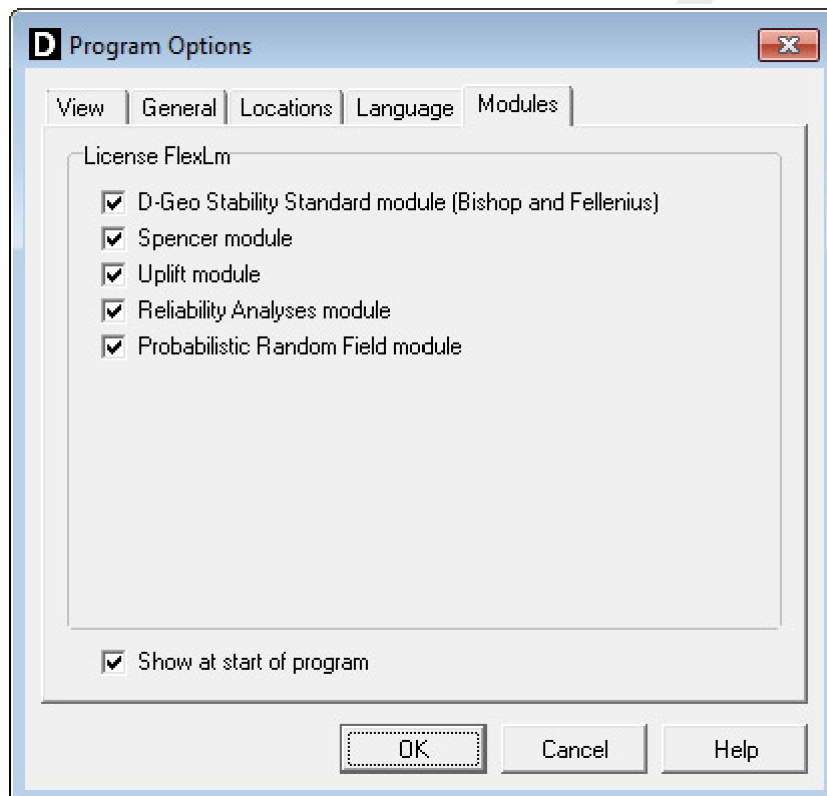 D Program Options
View General Locations Language Modules
License FlexLm
D-Geo Stability Standard module (Bishop and Fellenius)
Spencer module
Uplift module
Reliability Analyses module
Probabilistic Random Field module
Show at start of program
OK Cancel Help